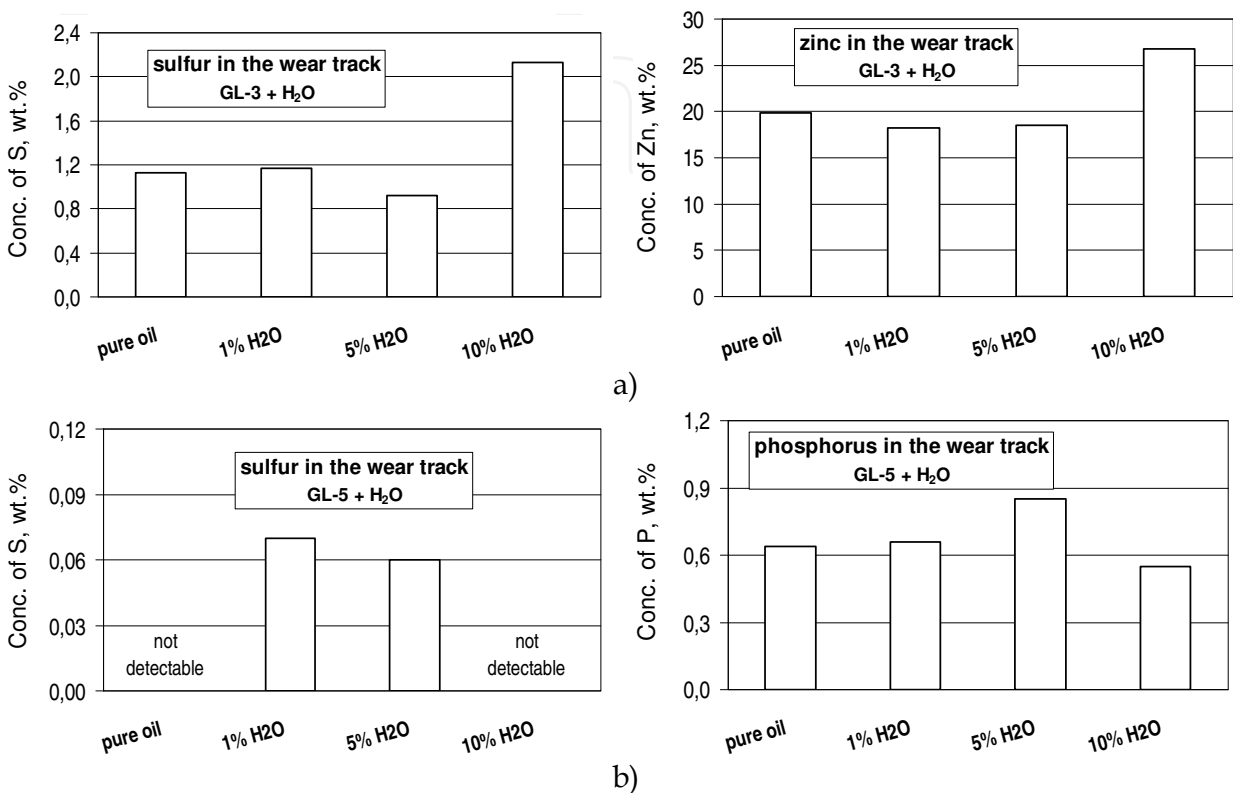 sulfur in the wear track
GL-3 + H₂O
Conc. of S, wt.%
2,4
2,0
1,6
1,2
0,8
0,4
0,0
pure oil
1% H2O
5% H2O
10% H2O
zinc in the wear track
GL-3 + H₂O
Conc. of Zn, wt.%
30
25
20
15
10
5
0
pure oil
1% H2O
5% H2O
10% H2O
a)
sulfur in the wear track
GL-5 + H₂O
Conc. of S, wt.%
0,12
0,09
0,06
0,03
0,00
not
detectable
not
detectable
pure oil
1% H2O
5% H2O
10% H2O
phosphorus in the wear track
GL-5 + H₂O
Conc. of P, wt.%
1,2
0,9
0,6
0,3
0,0
pure oil
1% H2O
5% H2O
10% H2O
b)